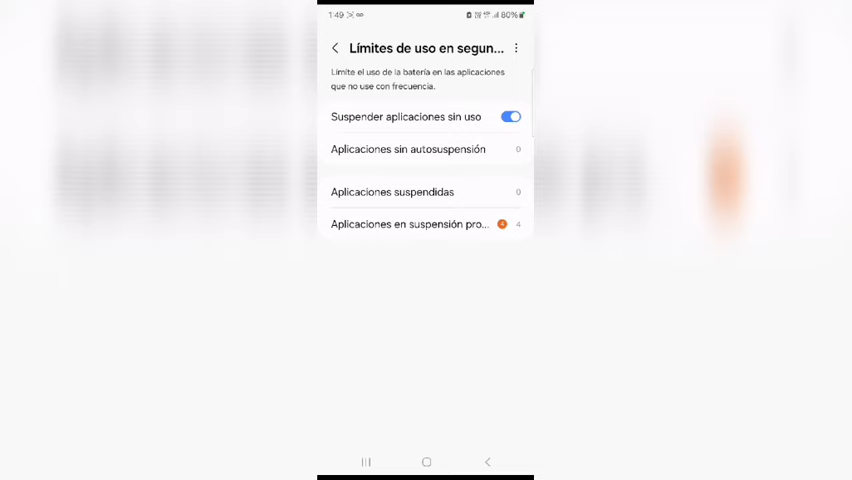 1:49 80%
Límites de uso en segun...
Limite el uso de la batería en las aplicaciones
que no use con frecuencia.
Suspender aplicaciones sin uso
Aplicaciones sin autosuspensión 0
Aplicaciones suspendidas 0
Aplicaciones en suspensión pro... 4 4